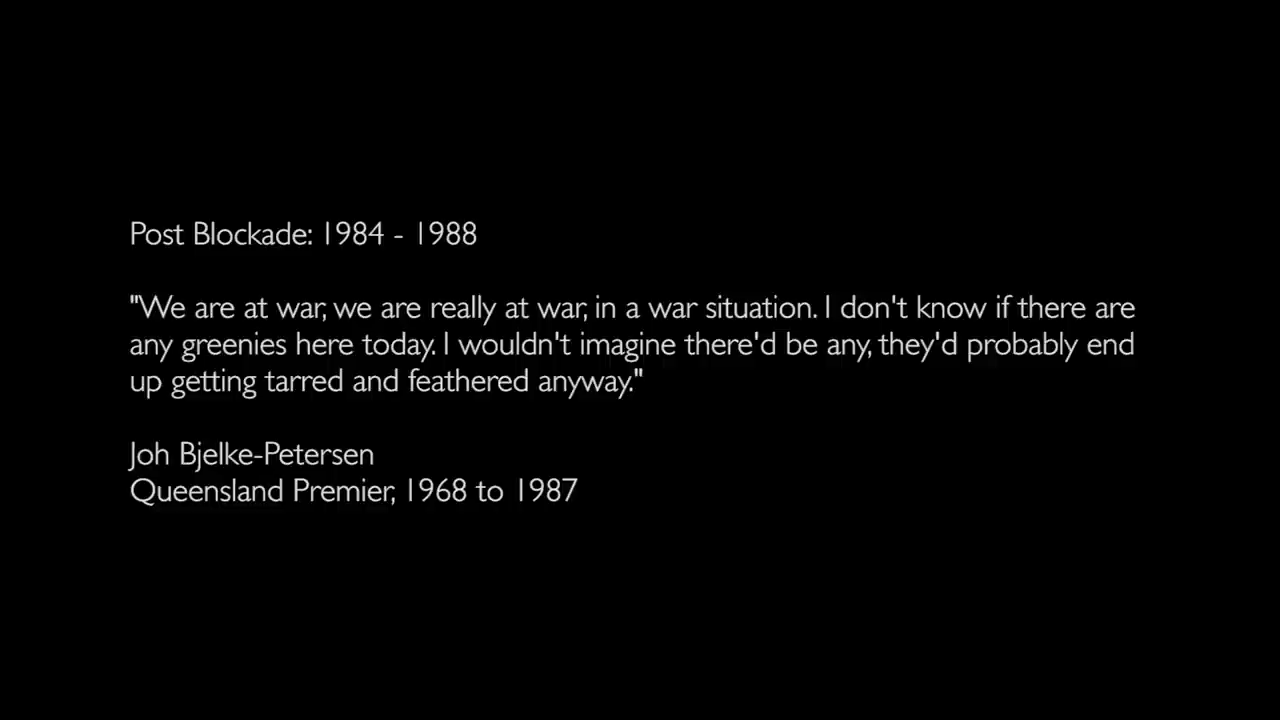 Post Blockade: 1984 - 1988
"We are at war, we are really at war, in a war situation. I don't know if there are
any greenies here today. I wouldn't imagine there'd be any, they'd probably end
up getting tarred and feathered anyway."
Joh Bjelke-Petersen
Queensland Premier, 1968 to 1987